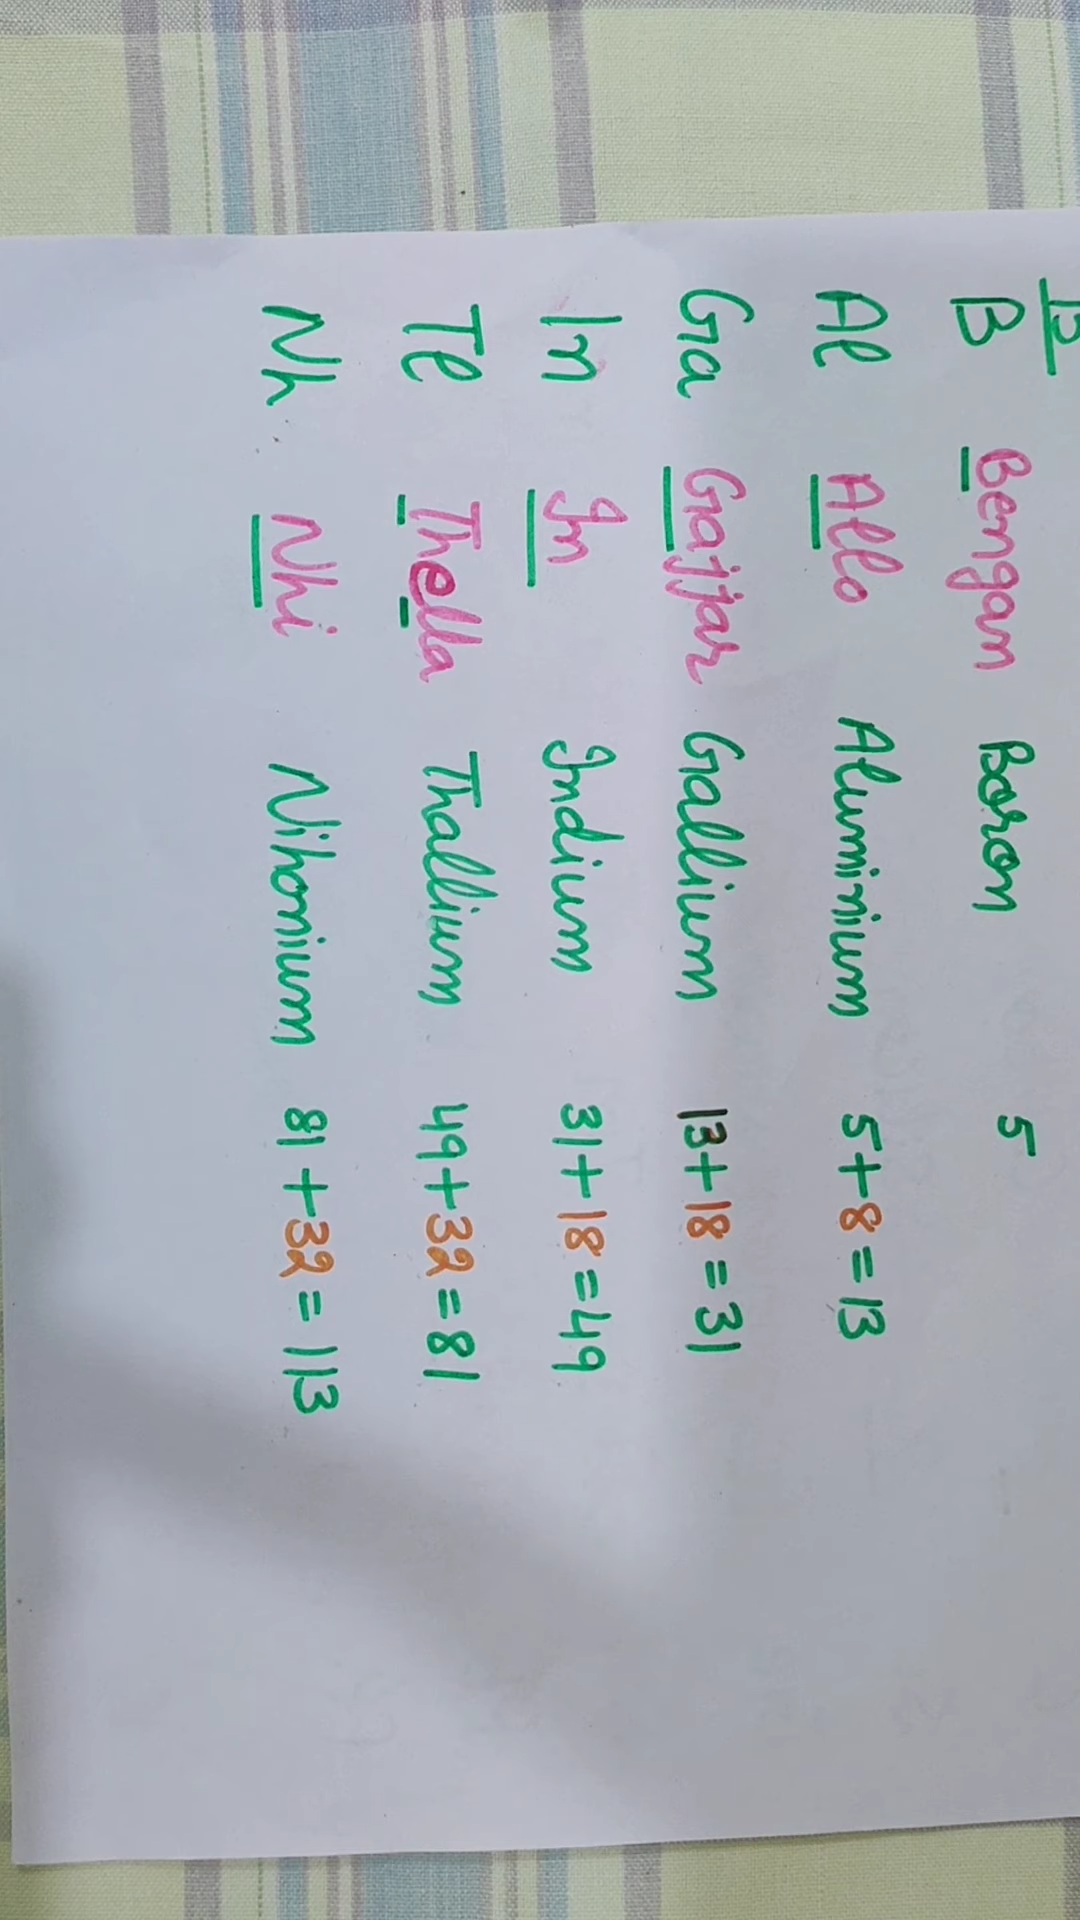 13
B Bengan Boron 5
Al Allo Aluminium 5+8=13
Ga Gajjar Gallium 13+18=31
In In Indium 31+18=49
Tl Thella Thallium 49+32=81
Nh Nhi Nihonium 81+32=113